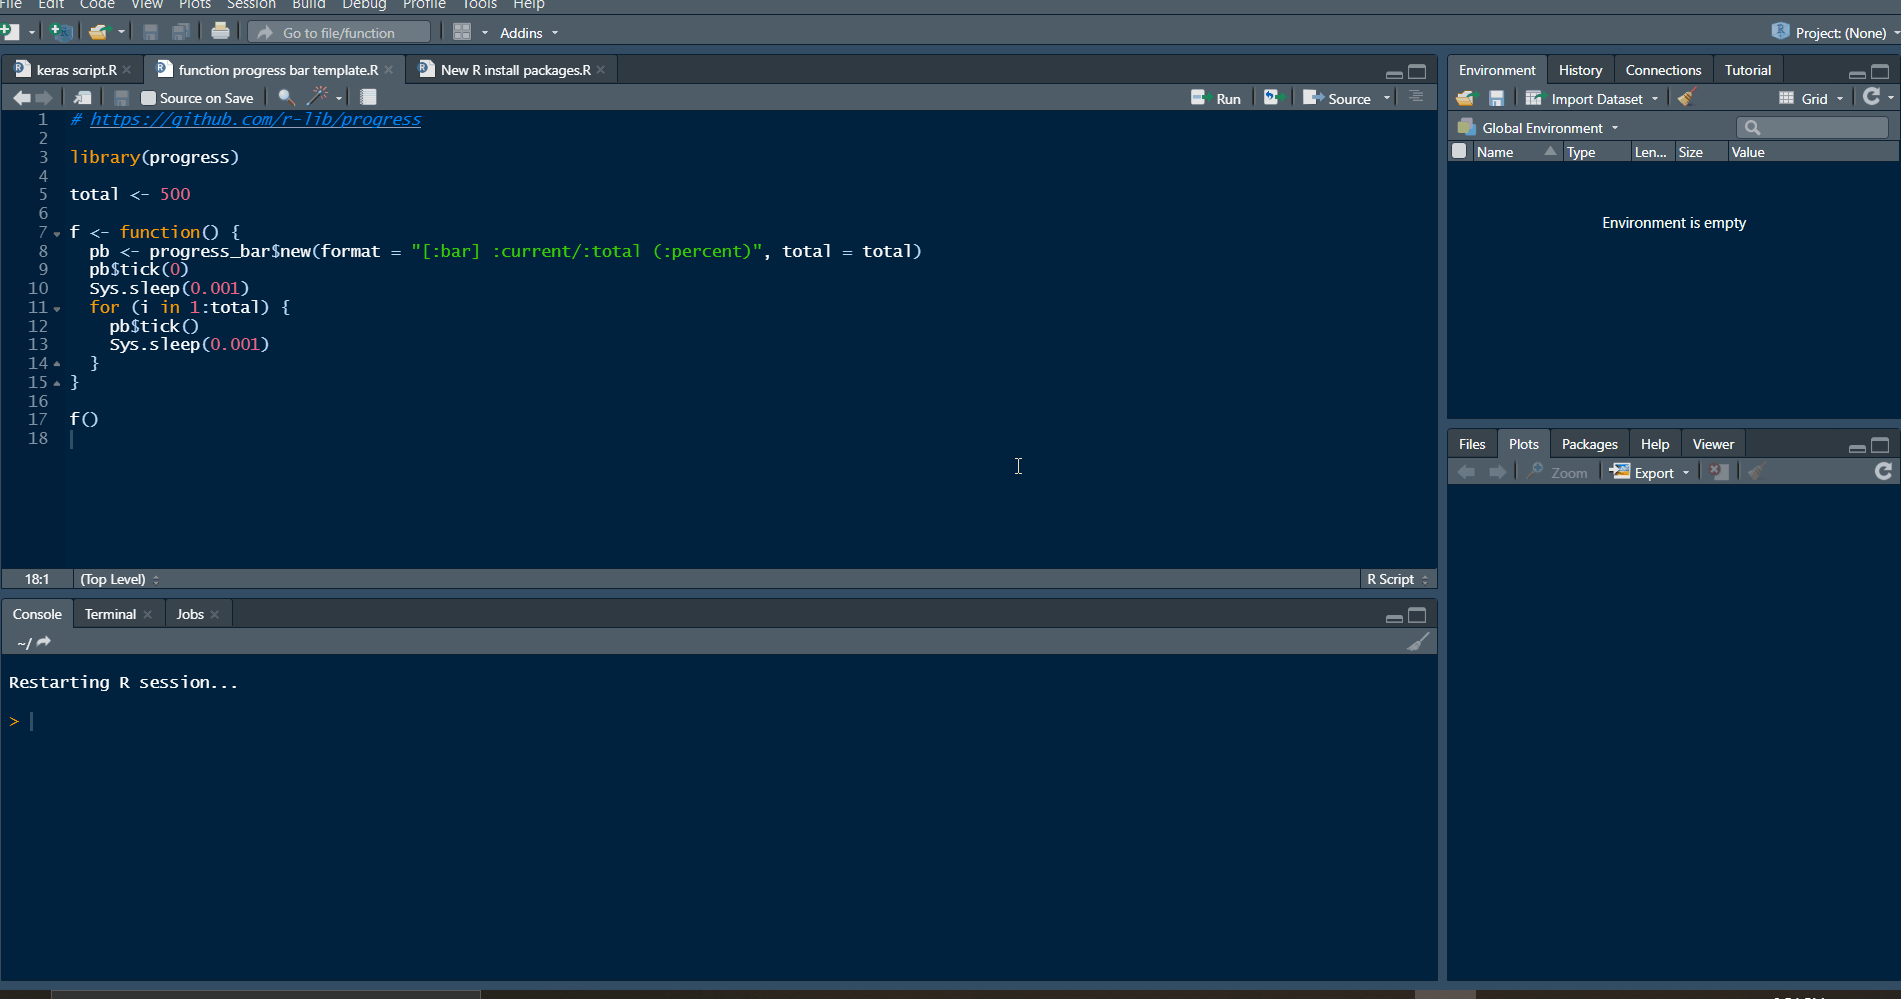 File Edit Code View Plots Session Build Debug Profile Tools Help
Go to file/function Addins Project: (None)
keras script.R function progress bar template.R New R install packages.R
Source on Save Run Source
1 # https://github.com/r-lib/progress
2
3 library(progress)
4
5 total <- 500
6
7 f <- function() {
8 pb <- progress_bar$new(format = "[:bar] :current/:total (:percent)", total = total)
9 pb$tick(0)
10 Sys.sleep(0.001)
11 for (i in 1:total) {
12 pb$tick()
13 Sys.sleep(0.001)
14 }
15 }
16
17 f()
18
18:1 (Top Level) R Script
Console Terminal Jobs
~/
Restarting R session...
>
Environment History Connections Tutorial
Import Dataset Grid
Global Environment
Name Type Len... Size Value
Environment is empty
Files Plots Packages Help Viewer
Zoom Export